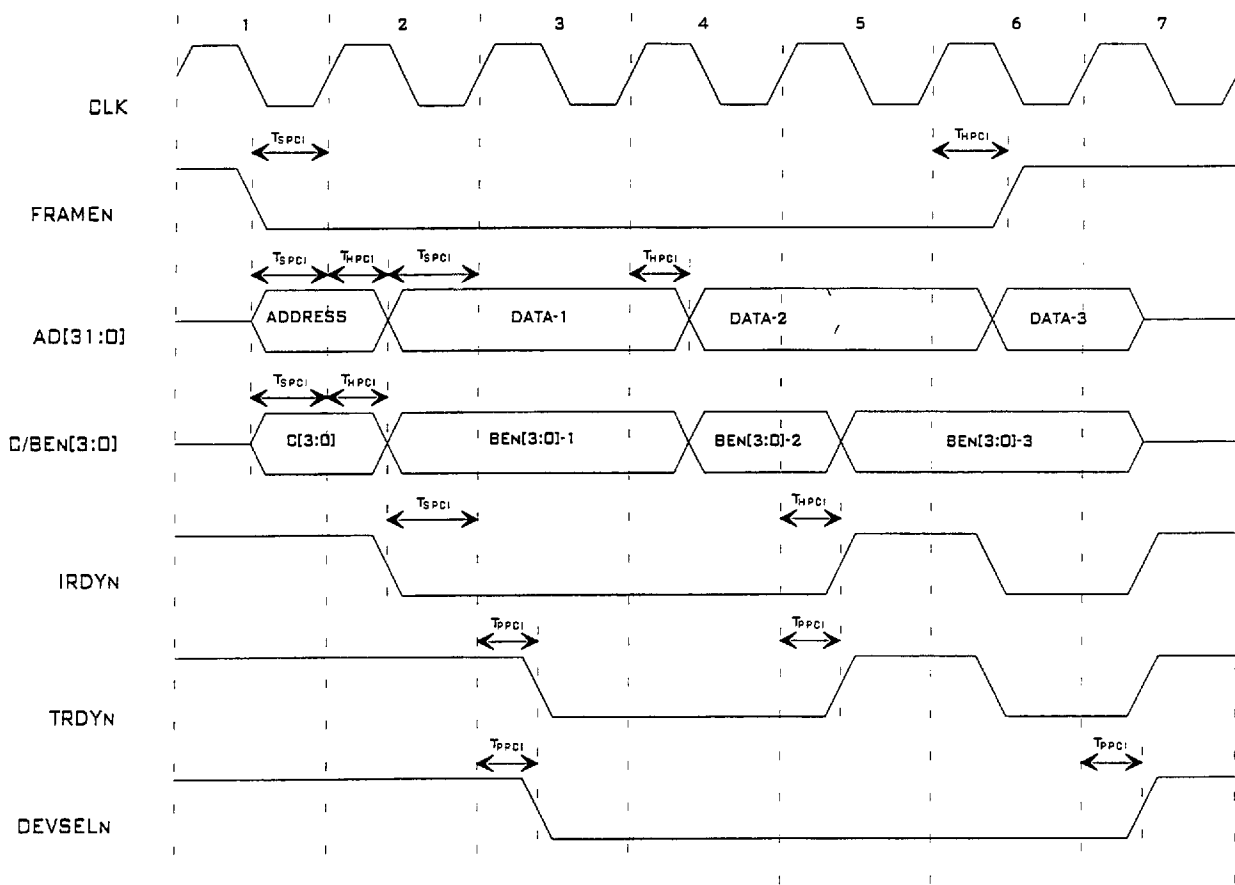 1 2 3 4 5 6 7
CLK
TSPCI THPCI
FRAMEN
TSPCI THPCI TSPCI THPCI
ADDRESS DATA-1 DATA-2 DATA-3
AD[31:0]
TSPCI THPCI
C/BEN[3:0] C[3:0] BEN[3:0]-1 BEN[3:0]-2 BEN[3:0]-3
TSPCI THPCI
IRDYN
TPPCI TPPCI
TRDYN
TPPCI TPPCI
DEVSELN